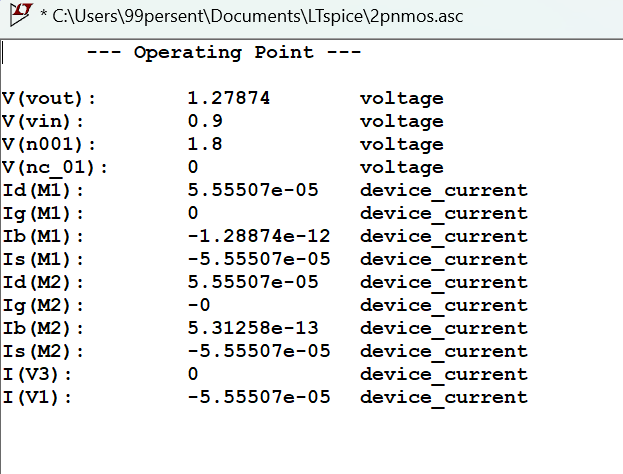 * C:\Users\99persent\Documents\LTspice\2pnmos.asc
--- Operating Point ---
V(vout): 1.27874 voltage
V(vin): 0.9 voltage
V(n001): 1.8 voltage
V(nc_01): 0 voltage
Id(M1): 5.55507e-05 device_current
Ig(M1): 0 device_current
Ib(M1): -1.28874e-12 device_current
Is(M1): -5.55507e-05 device_current
Id(M2): 5.55507e-05 device_current
Ig(M2): -0 device_current
Ib(M2): 5.31258e-13 device_current
Is(M2): -5.55507e-05 device_current
I(V3): 0 device_current
I(V1): -5.55507e-05 device_current